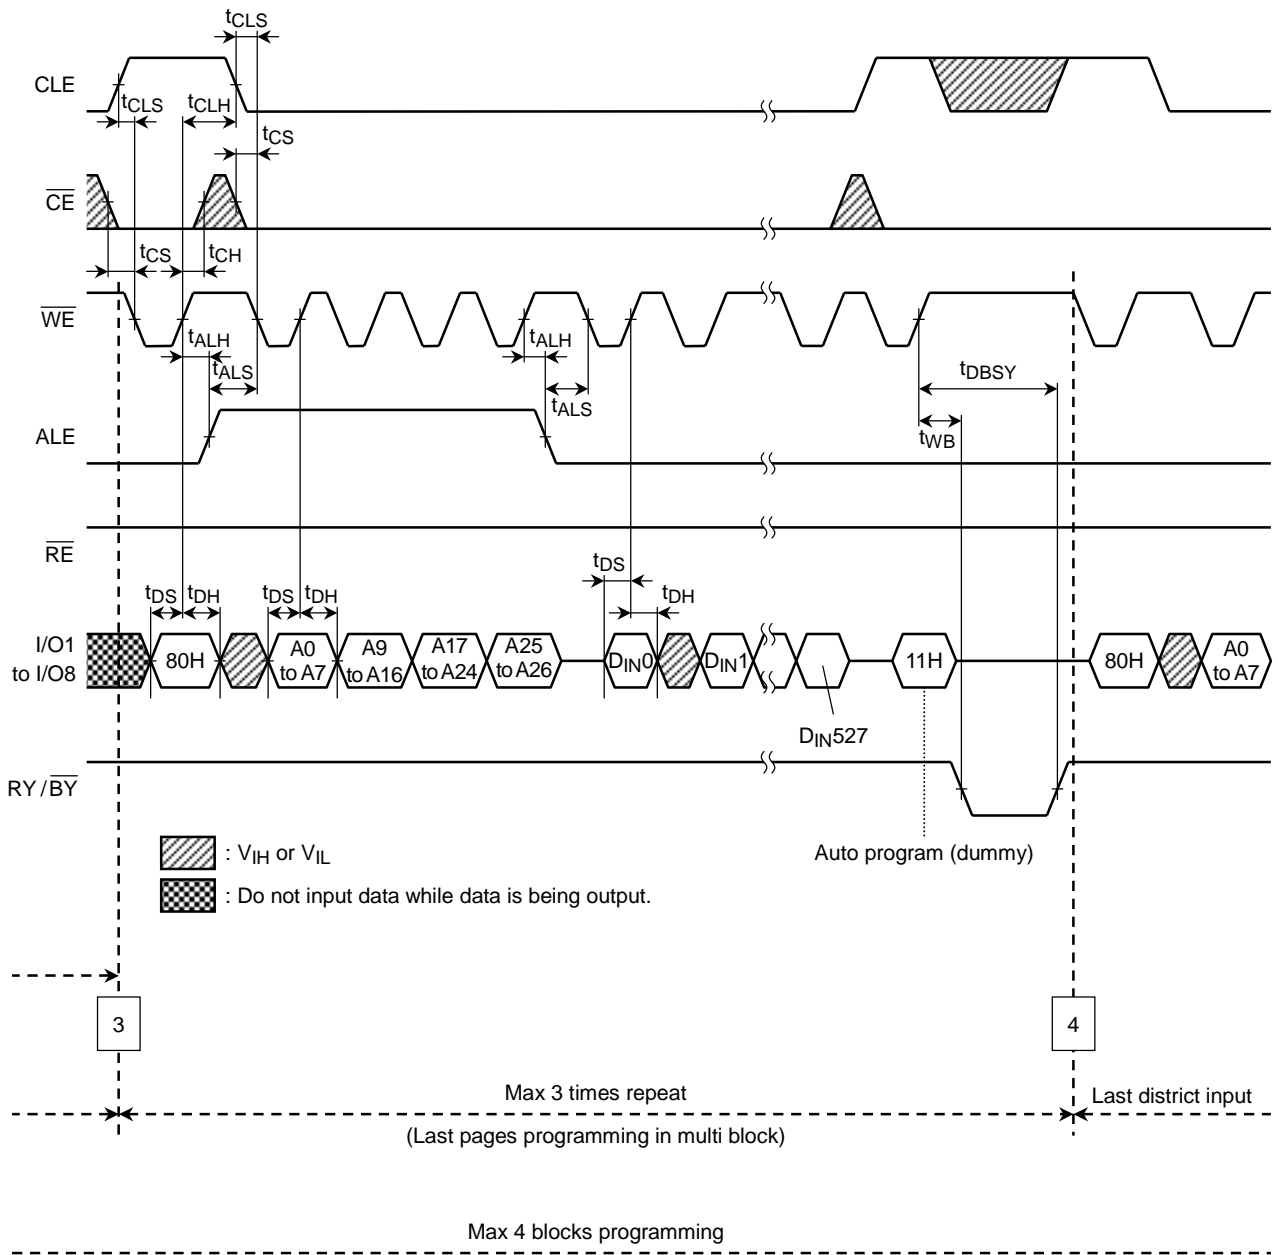 tCLS
CLE
tCLS
tCLH
tCS
CE
tCS
tCH
WE
tALH
tALS
tALH
tALS
tDBSY
tWB
ALE
RE
tDS
tDH
tDS
tDH
tDS
tDH
I/O1
to I/O8
80H
A0
to A7
A9
to A16
A17
to A24
A25
to A26
DIN0
DIN1
DIN527
11H
80H
A0
to A7
RY/BY
Auto program (dummy)
: VIH or VIL
: Do not input data while data is being output.
3
4
Max 3 times repeat
(Last pages programming in multi block)
Last district input
Max 4 blocks programming